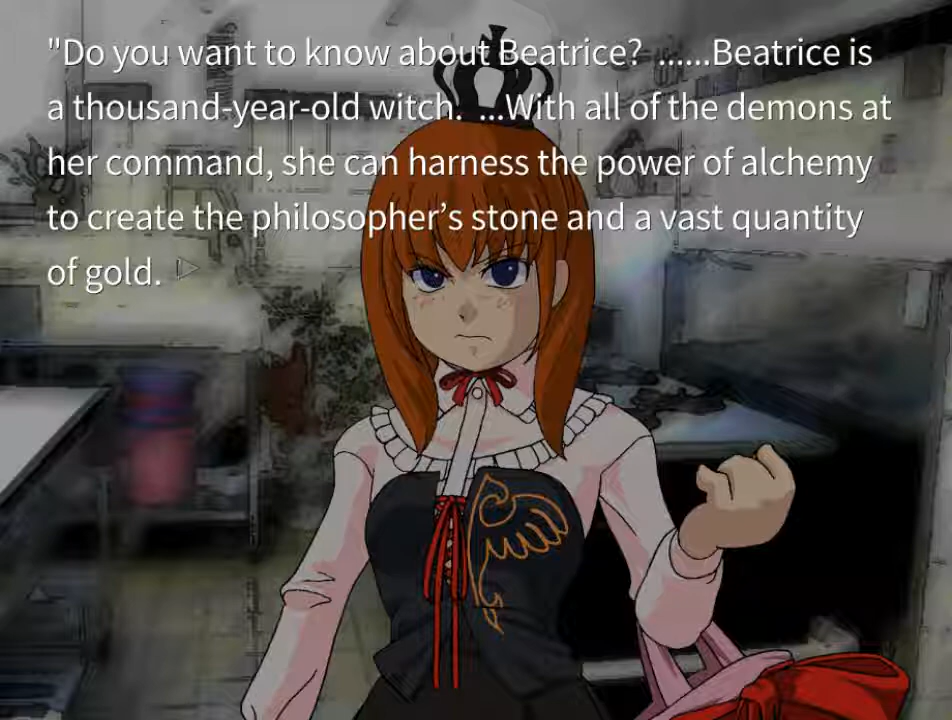 "Do you want to know about Beatrice?  ......Beatrice is
a thousand-year-old witch.  ...With all of the demons at
her command, she can harness the power of alchemy
to create the philosopher’s stone and a vast quantity
of gold.